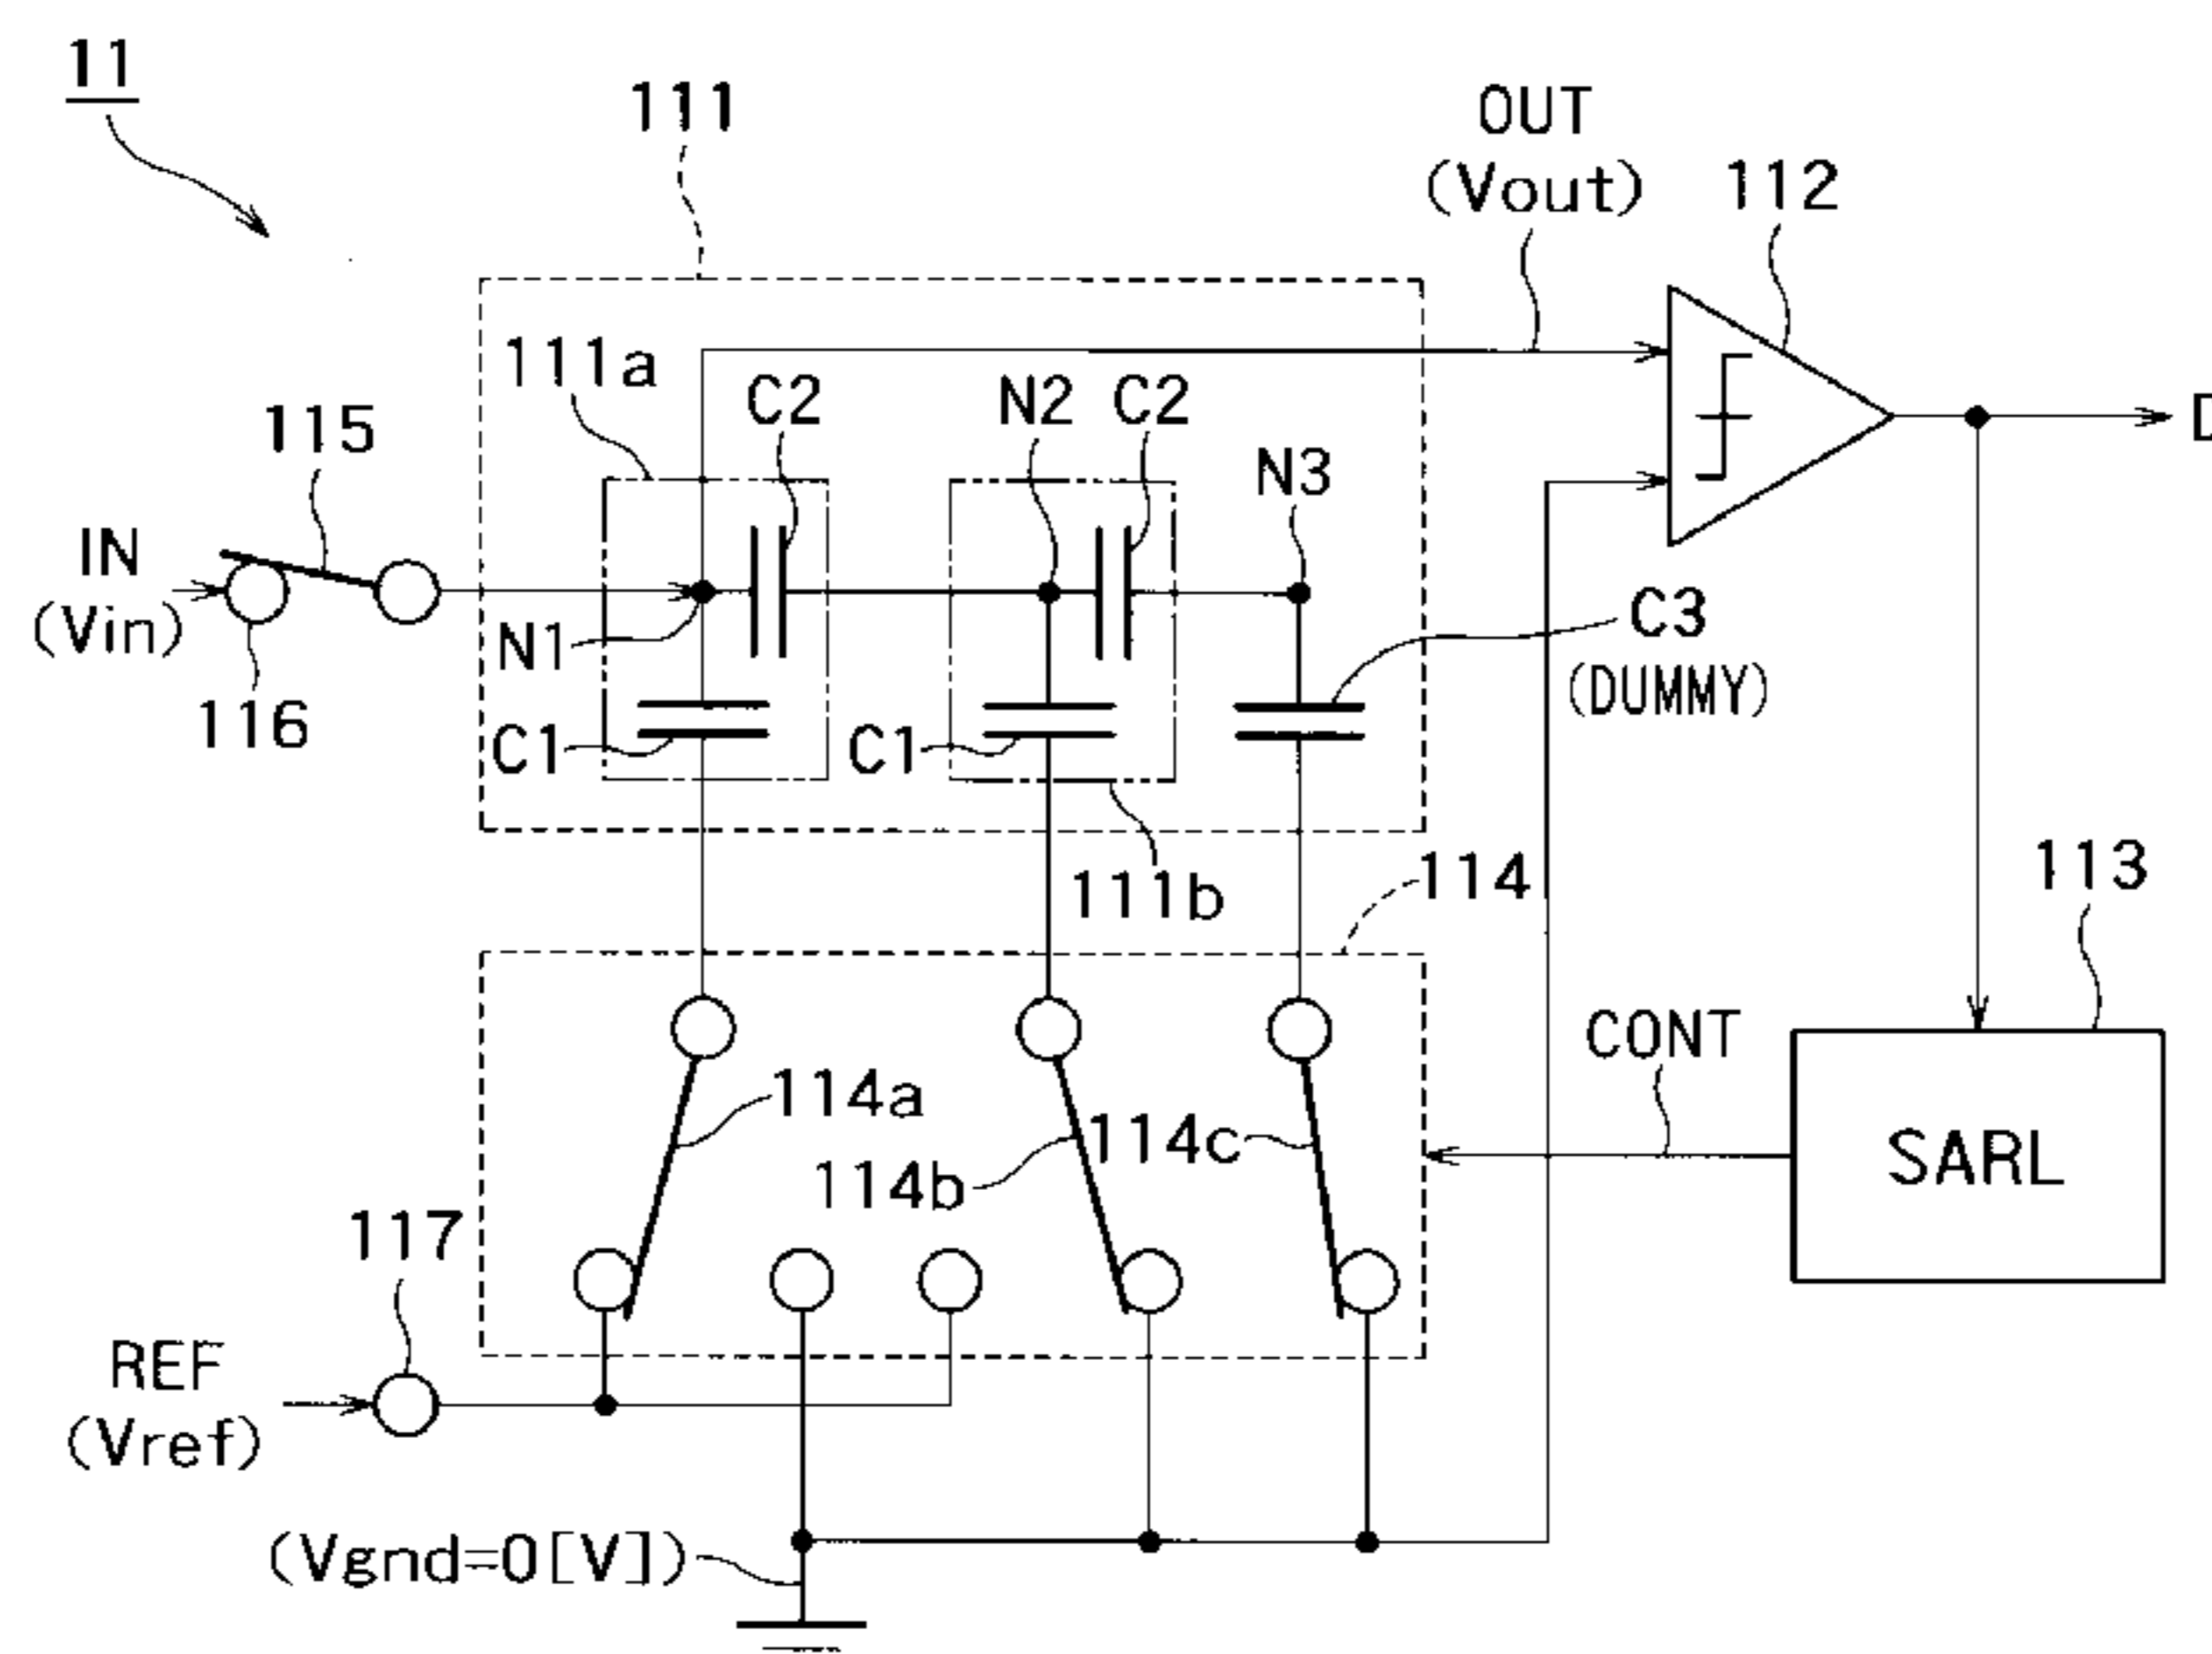 11
111
OUT
(Vout)
112
111a
C2
N2
C2
115
N3
D
IN
(Vin)
N1
C3
(DUMMY)
116
C1
C1
111b
114
113
CONT
114a
114c
SARL
114b
117
REF
(Vref)
(Vgnd=0[V])